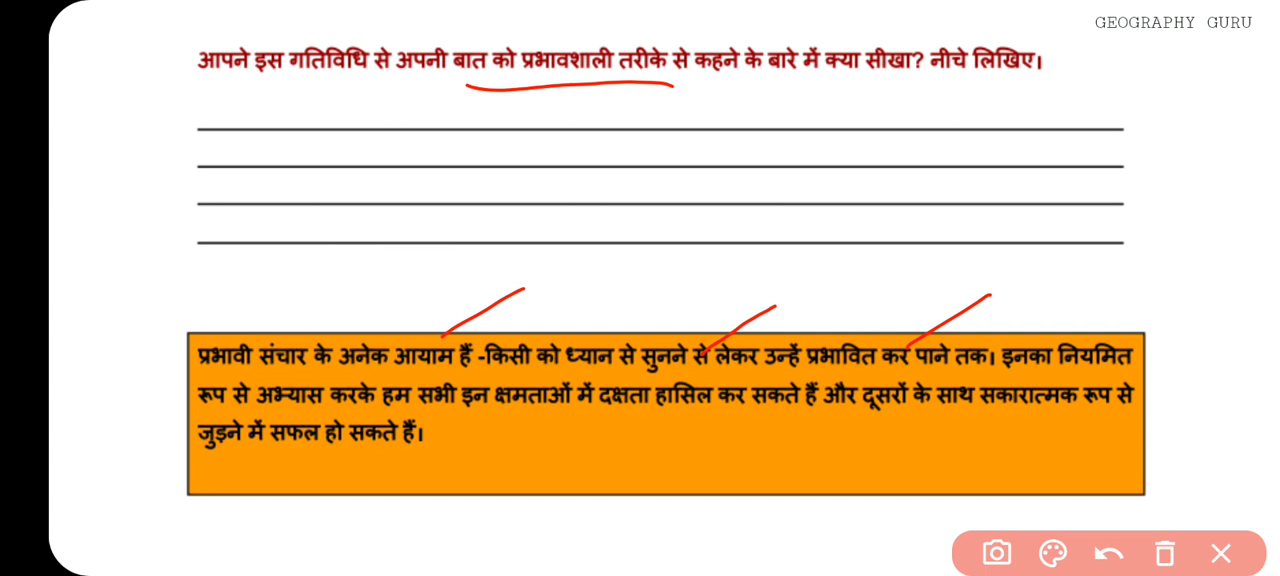 GEOGRAPHY GURU
आपने इस गतिविधि से अपनी बात को प्रभावशाली तरीके से कहने के बारे में क्या सीखा? नीचे लिखिए।
प्रभावी संचार के अनेक आयाम हैं -किसी को ध्यान से सुनने से लेकर उन्हें प्रभावित कर पाने तक। इनका नियमित
रूप से अभ्यास करके हम सभी इन क्षमताओं में दक्षता हासिल कर सकते हैं और दूसरों के साथ सकारात्मक रूप से
जुड़ने में सफल हो सकते हैं।